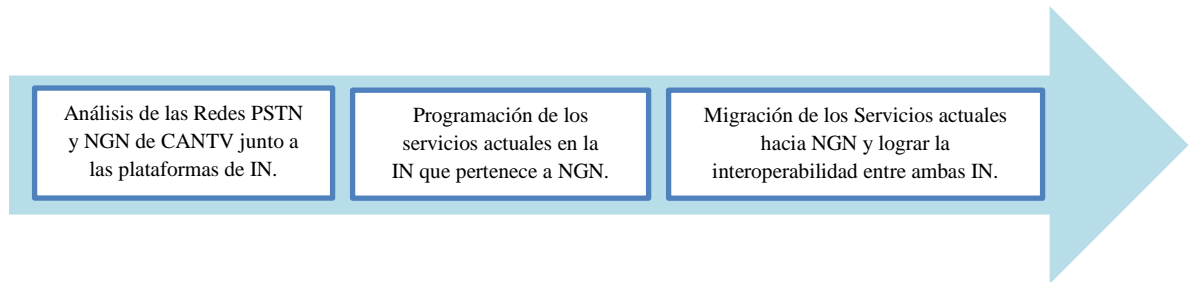 Análisis de las Redes PSTN
y NGN de CANTV junto a
las plataformas de IN.
Programación de los
servicios actuales en la
IN que pertenece a NGN.
Migración de los Servicios actuales
hacia NGN y lograr la
interoperabilidad entre ambas IN.